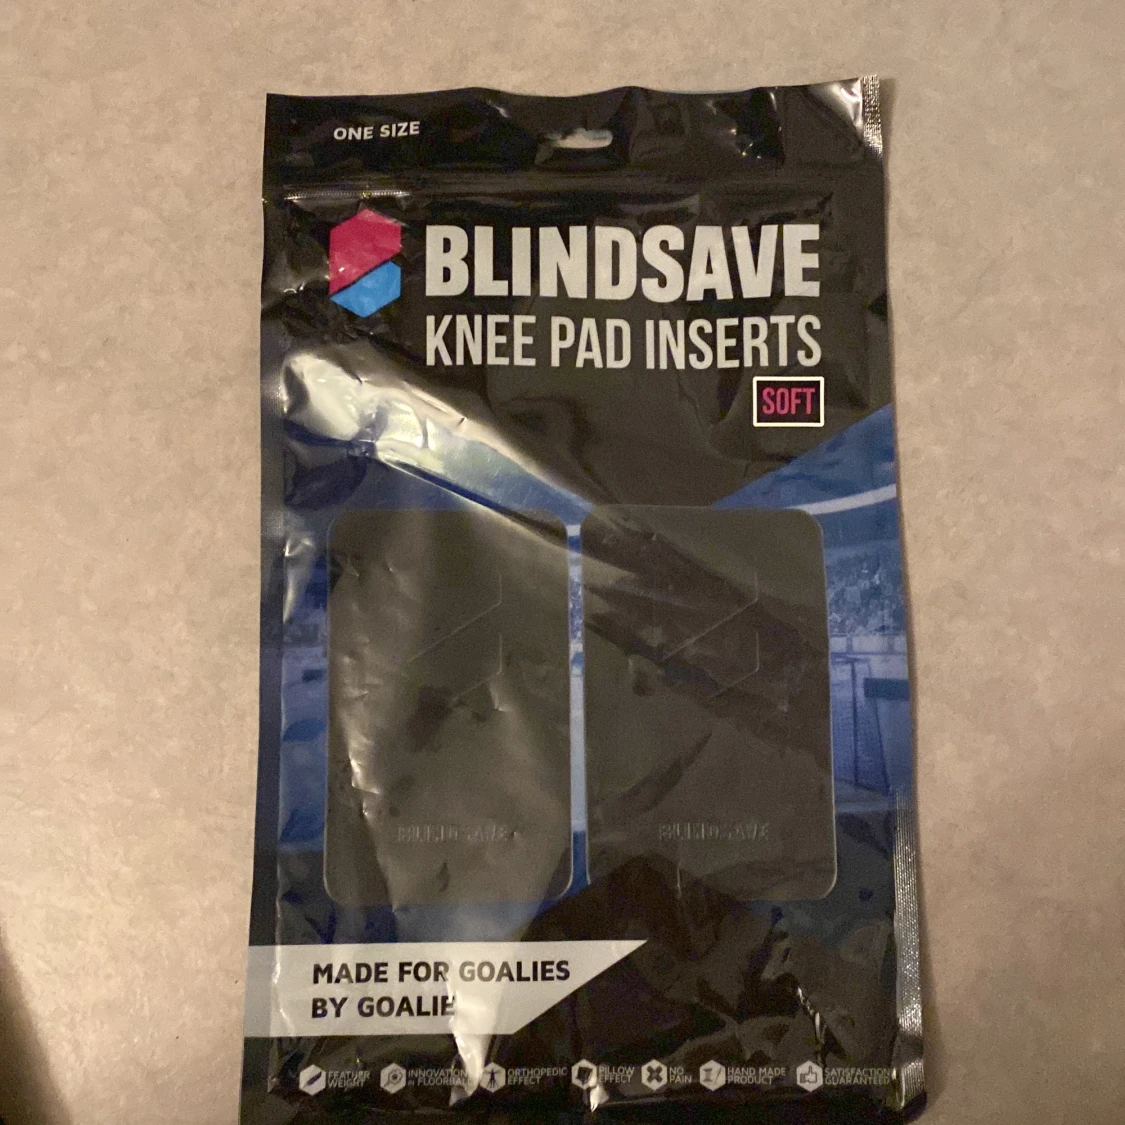 ONE SIZE
BLINDSAVE
KNEE PAD INSERTS
SOFT
BLINDSAVE
BLINDSAVE
MADE FOR GOALIES
BY GOALIE
FEATHER
WEIGHT
INNOVATION
IN FLOORBALL
ORTHOPEDIC
EFFECT
PILLOW
EFFECT
NO
PAIN
HAND MADE
PRODUCT
SATISFACTION
GUARANTEED